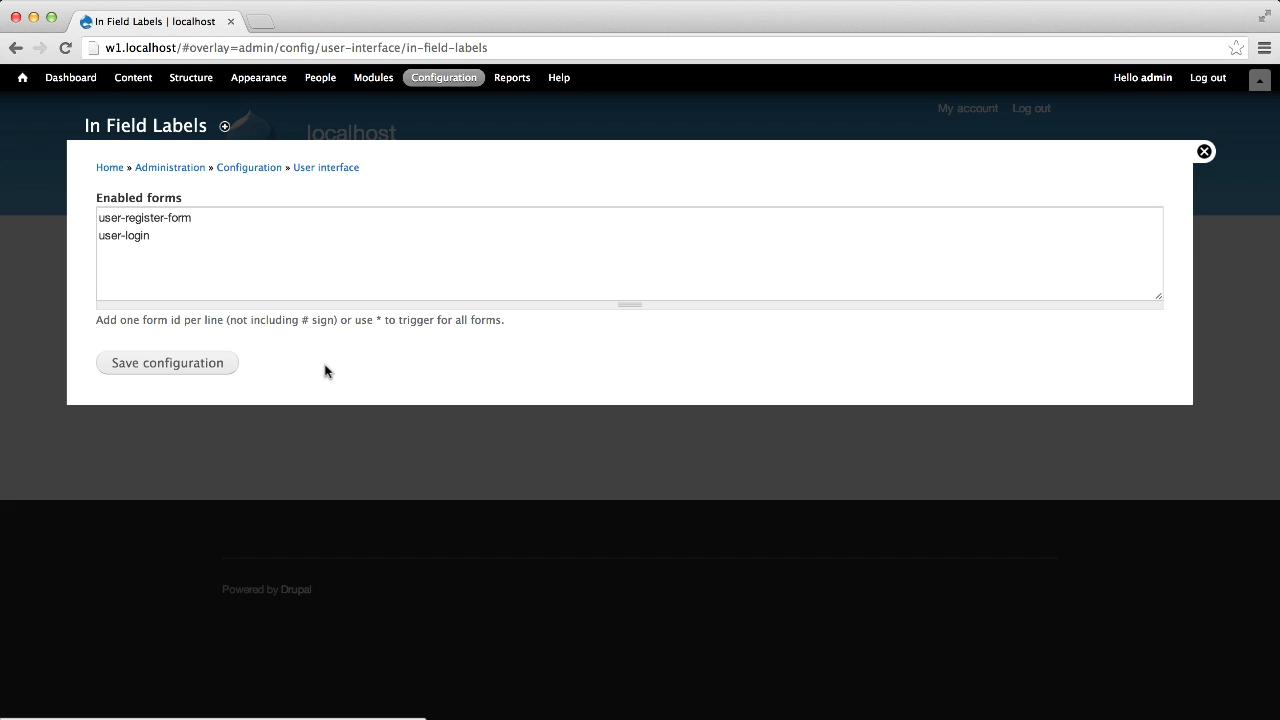 In Field Labels | localhost
w1.localhost/#overlay=admin/config/user-interface/in-field-labels
Dashboard Content Structure Appearance People Modules Configuration Reports Help Hello admin Log out
My account Log out
In Field Labels
localhost
Home » Administration » Configuration » User interface
Enabled forms
user-register-form
user-login
Add one form id per line (not including # sign) or use * to trigger for all forms.
Save configuration
Powered by Drupal